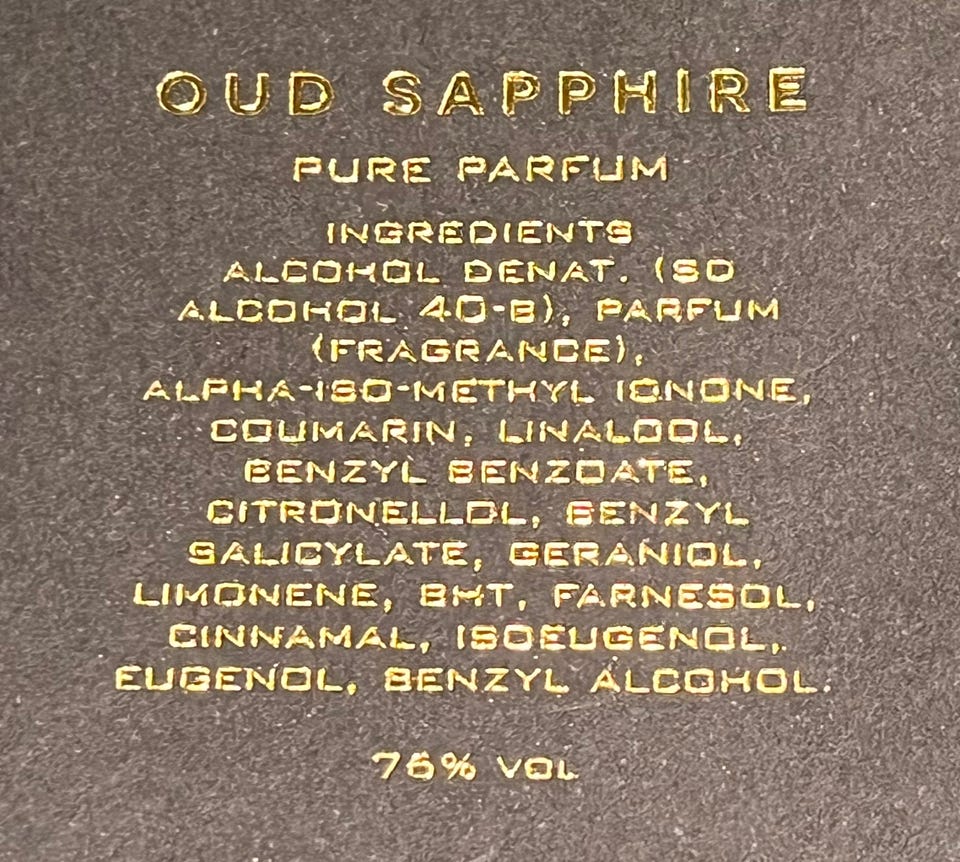 OUD SAPPHIRE
PURE PARFUM
INGREDIENTS
ALCOHOL DENAT. (SD
ALCOHOL 40-B), PARFUM
(FRAGRANCE),
ALPHA-ISO-METHYL IONONE,
COUMARIN, LINALOOL,
BENZYL BENZOATE,
CITRONELLOL, BENZYL
SALICYLATE, GERANIOL,
LIMONENE, BHT, FARNESOL,
CINNAMAL, ISOEUGENOL,
EUGENOL, BENZYL ALCOHOL.
76% VOL